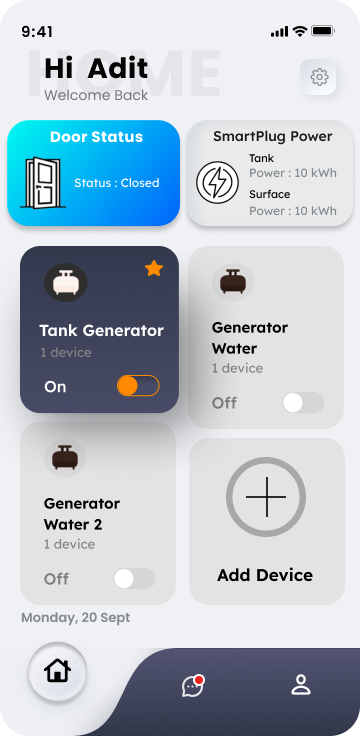 9:41
HOME
Hi Adit
Welcome Back
Door Status
Status : Closed
SmartPlug Power
Tank
Power : 10 kWh
Surface
Power : 10 kWh
Tank Generator
1 device
On
Generator
Water
1 device
Off
Generator
Water 2
1 device
Off
Add Device
Monday, 20 Sept